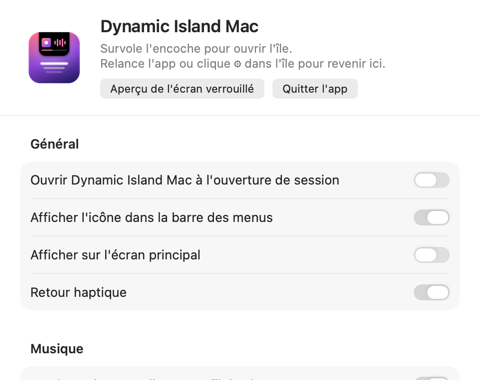 Dynamic Island Mac
Survole l'encoche pour ouvrir l'île.
Relance l'app ou clique ⚙ dans l'île pour revenir ici.
Aperçu de l'écran verrouillé
Quitter l'app
Général
Ouvrir Dynamic Island Mac à l'ouverture de session
Afficher l'icône dans la barre des menus
Afficher sur l'écran principal
Retour haptique
Musique